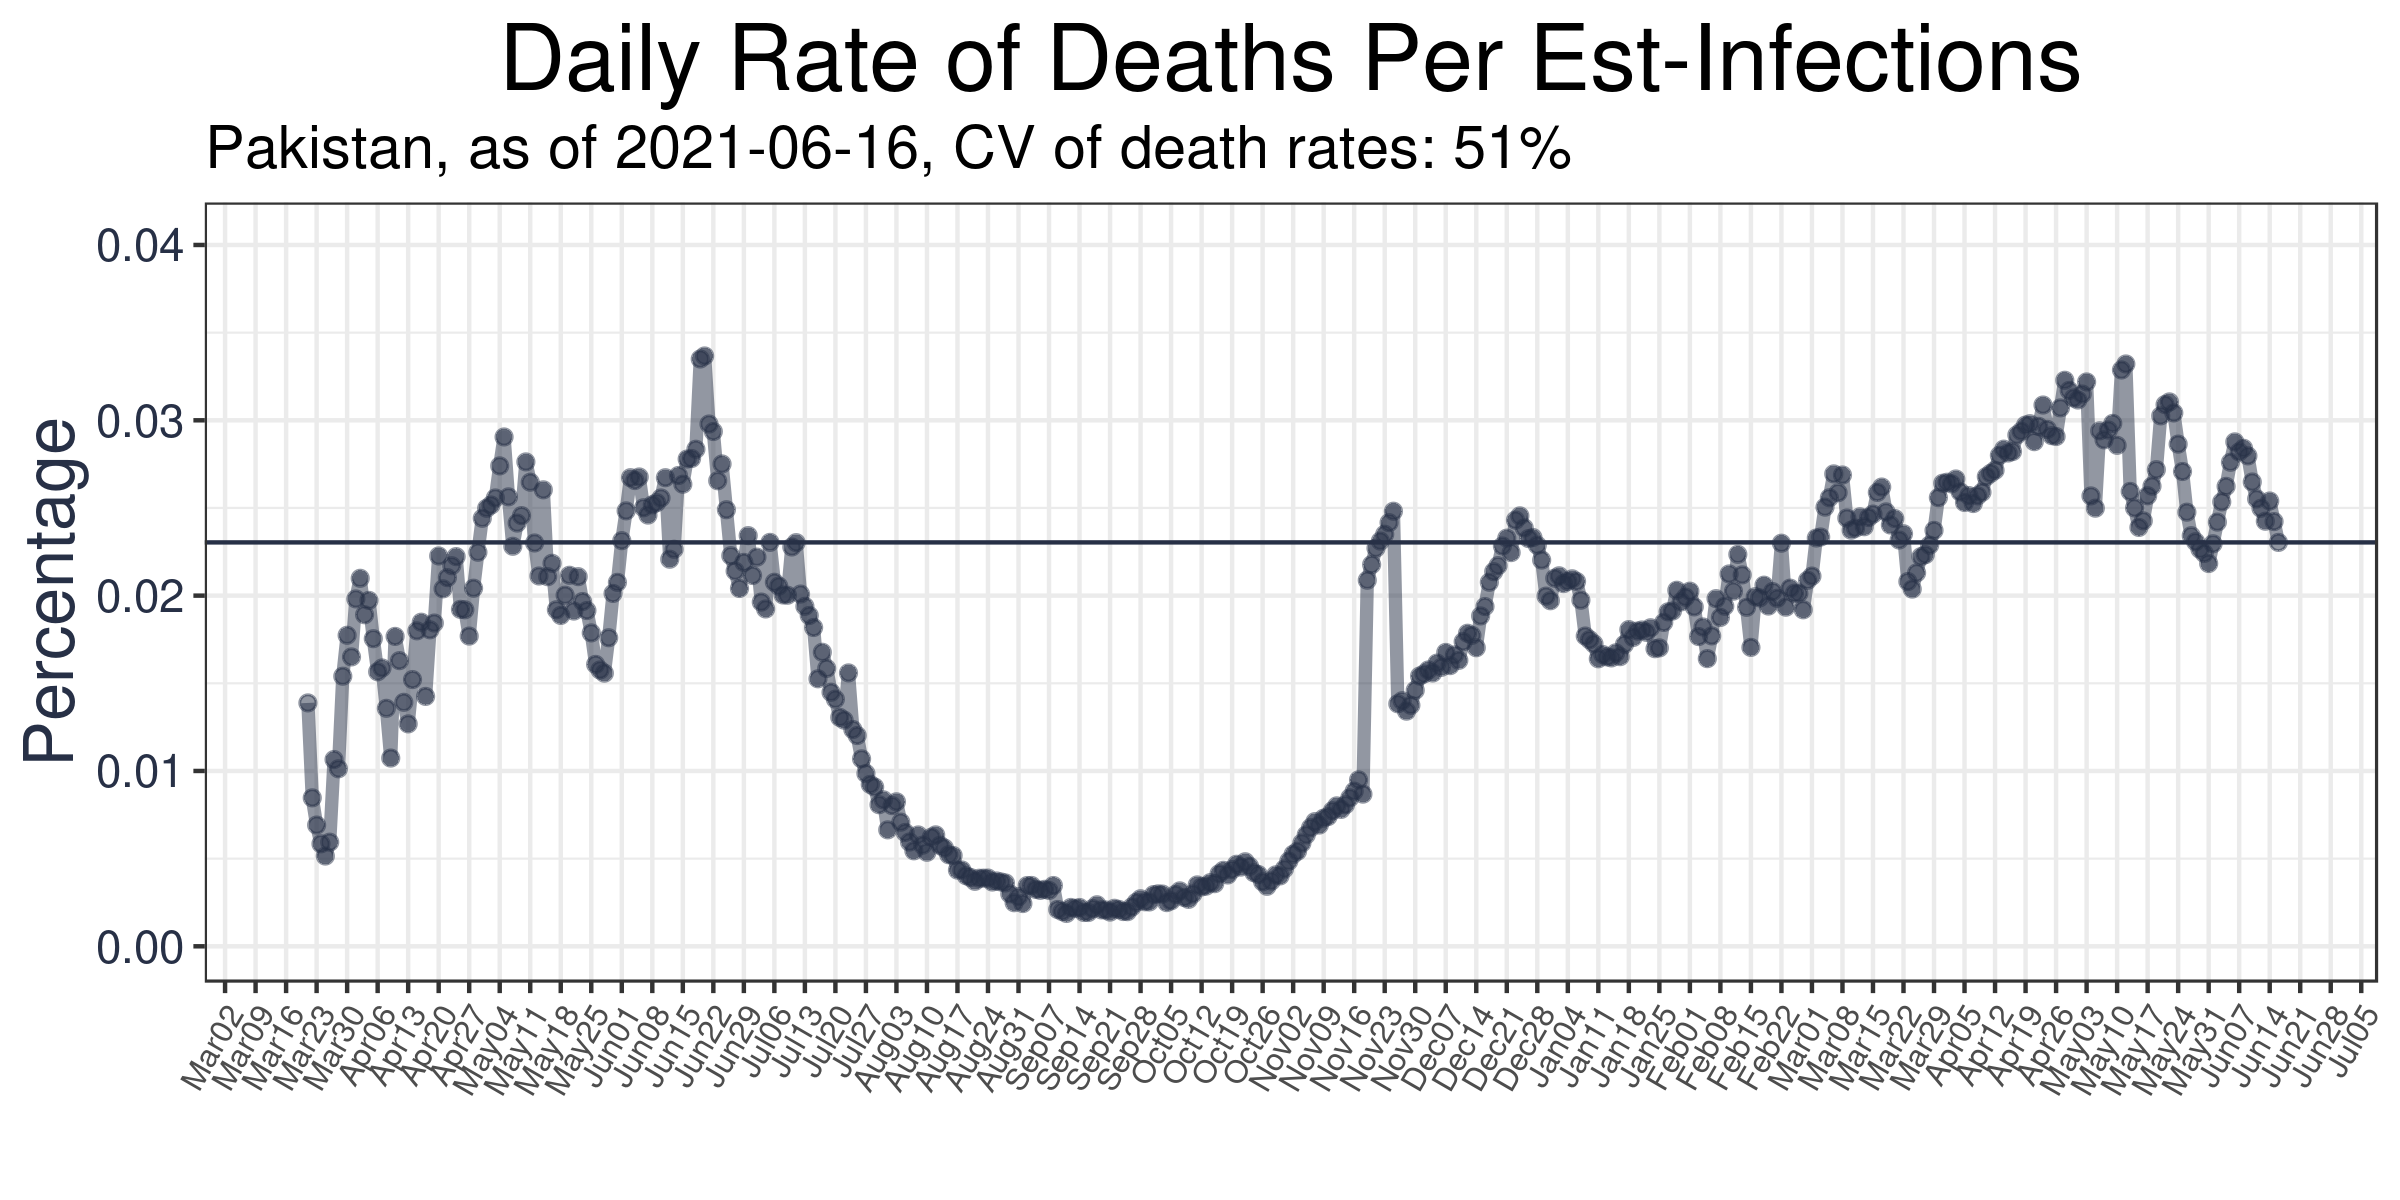 Daily Rate of Deaths Per Est-Infections
Pakistan, as of 2021-06-16, CV of death rates: 51%
Percentage
0.04
0.03
0.02
0.01
0.00
Mar02
Mar09
Mar16
Mar23
Mar30
Apr06
Apr13
Apr20
Apr27
May04
May11
May18
May25
Jun01
Jun08
Jun15
Jun22
Jun29
Jul06
Jul13
Jul20
Jul27
Aug03
Aug10
Aug17
Aug24
Aug31
Sep07
Sep14
Sep21
Sep28
Oct05
Oct12
Oct19
Oct26
Nov02
Nov09
Nov16
Nov23
Nov30
Dec07
Dec14
Dec21
Dec28
Jan04
Jan11
Jan18
Jan25
Feb01
Feb08
Feb15
Feb22
Mar01
Mar08
Mar15
Mar22
Mar29
Apr05
Apr12
Apr19
Apr26
May03
May10
May17
May24
May31
Jun07
Jun14
Jun21
Jun28
Jul05